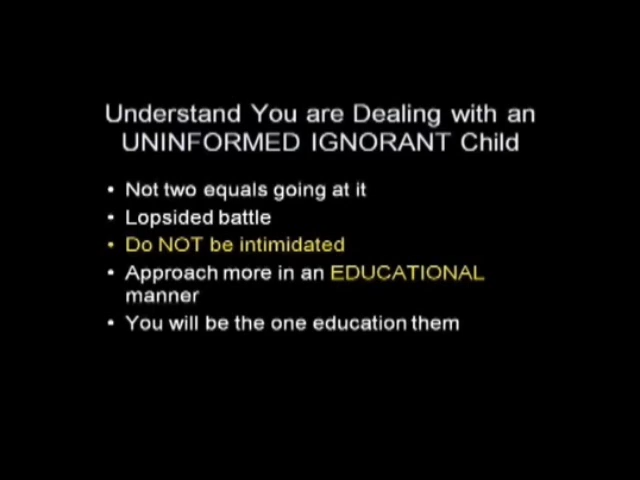 Understand You are Dealing with an
UNINFORMED IGNORANT Child
• Not two equals going at it
• Lopsided battle
• Do NOT be intimidated
• Approach more in an EDUCATIONAL
manner
• You will be the one education them